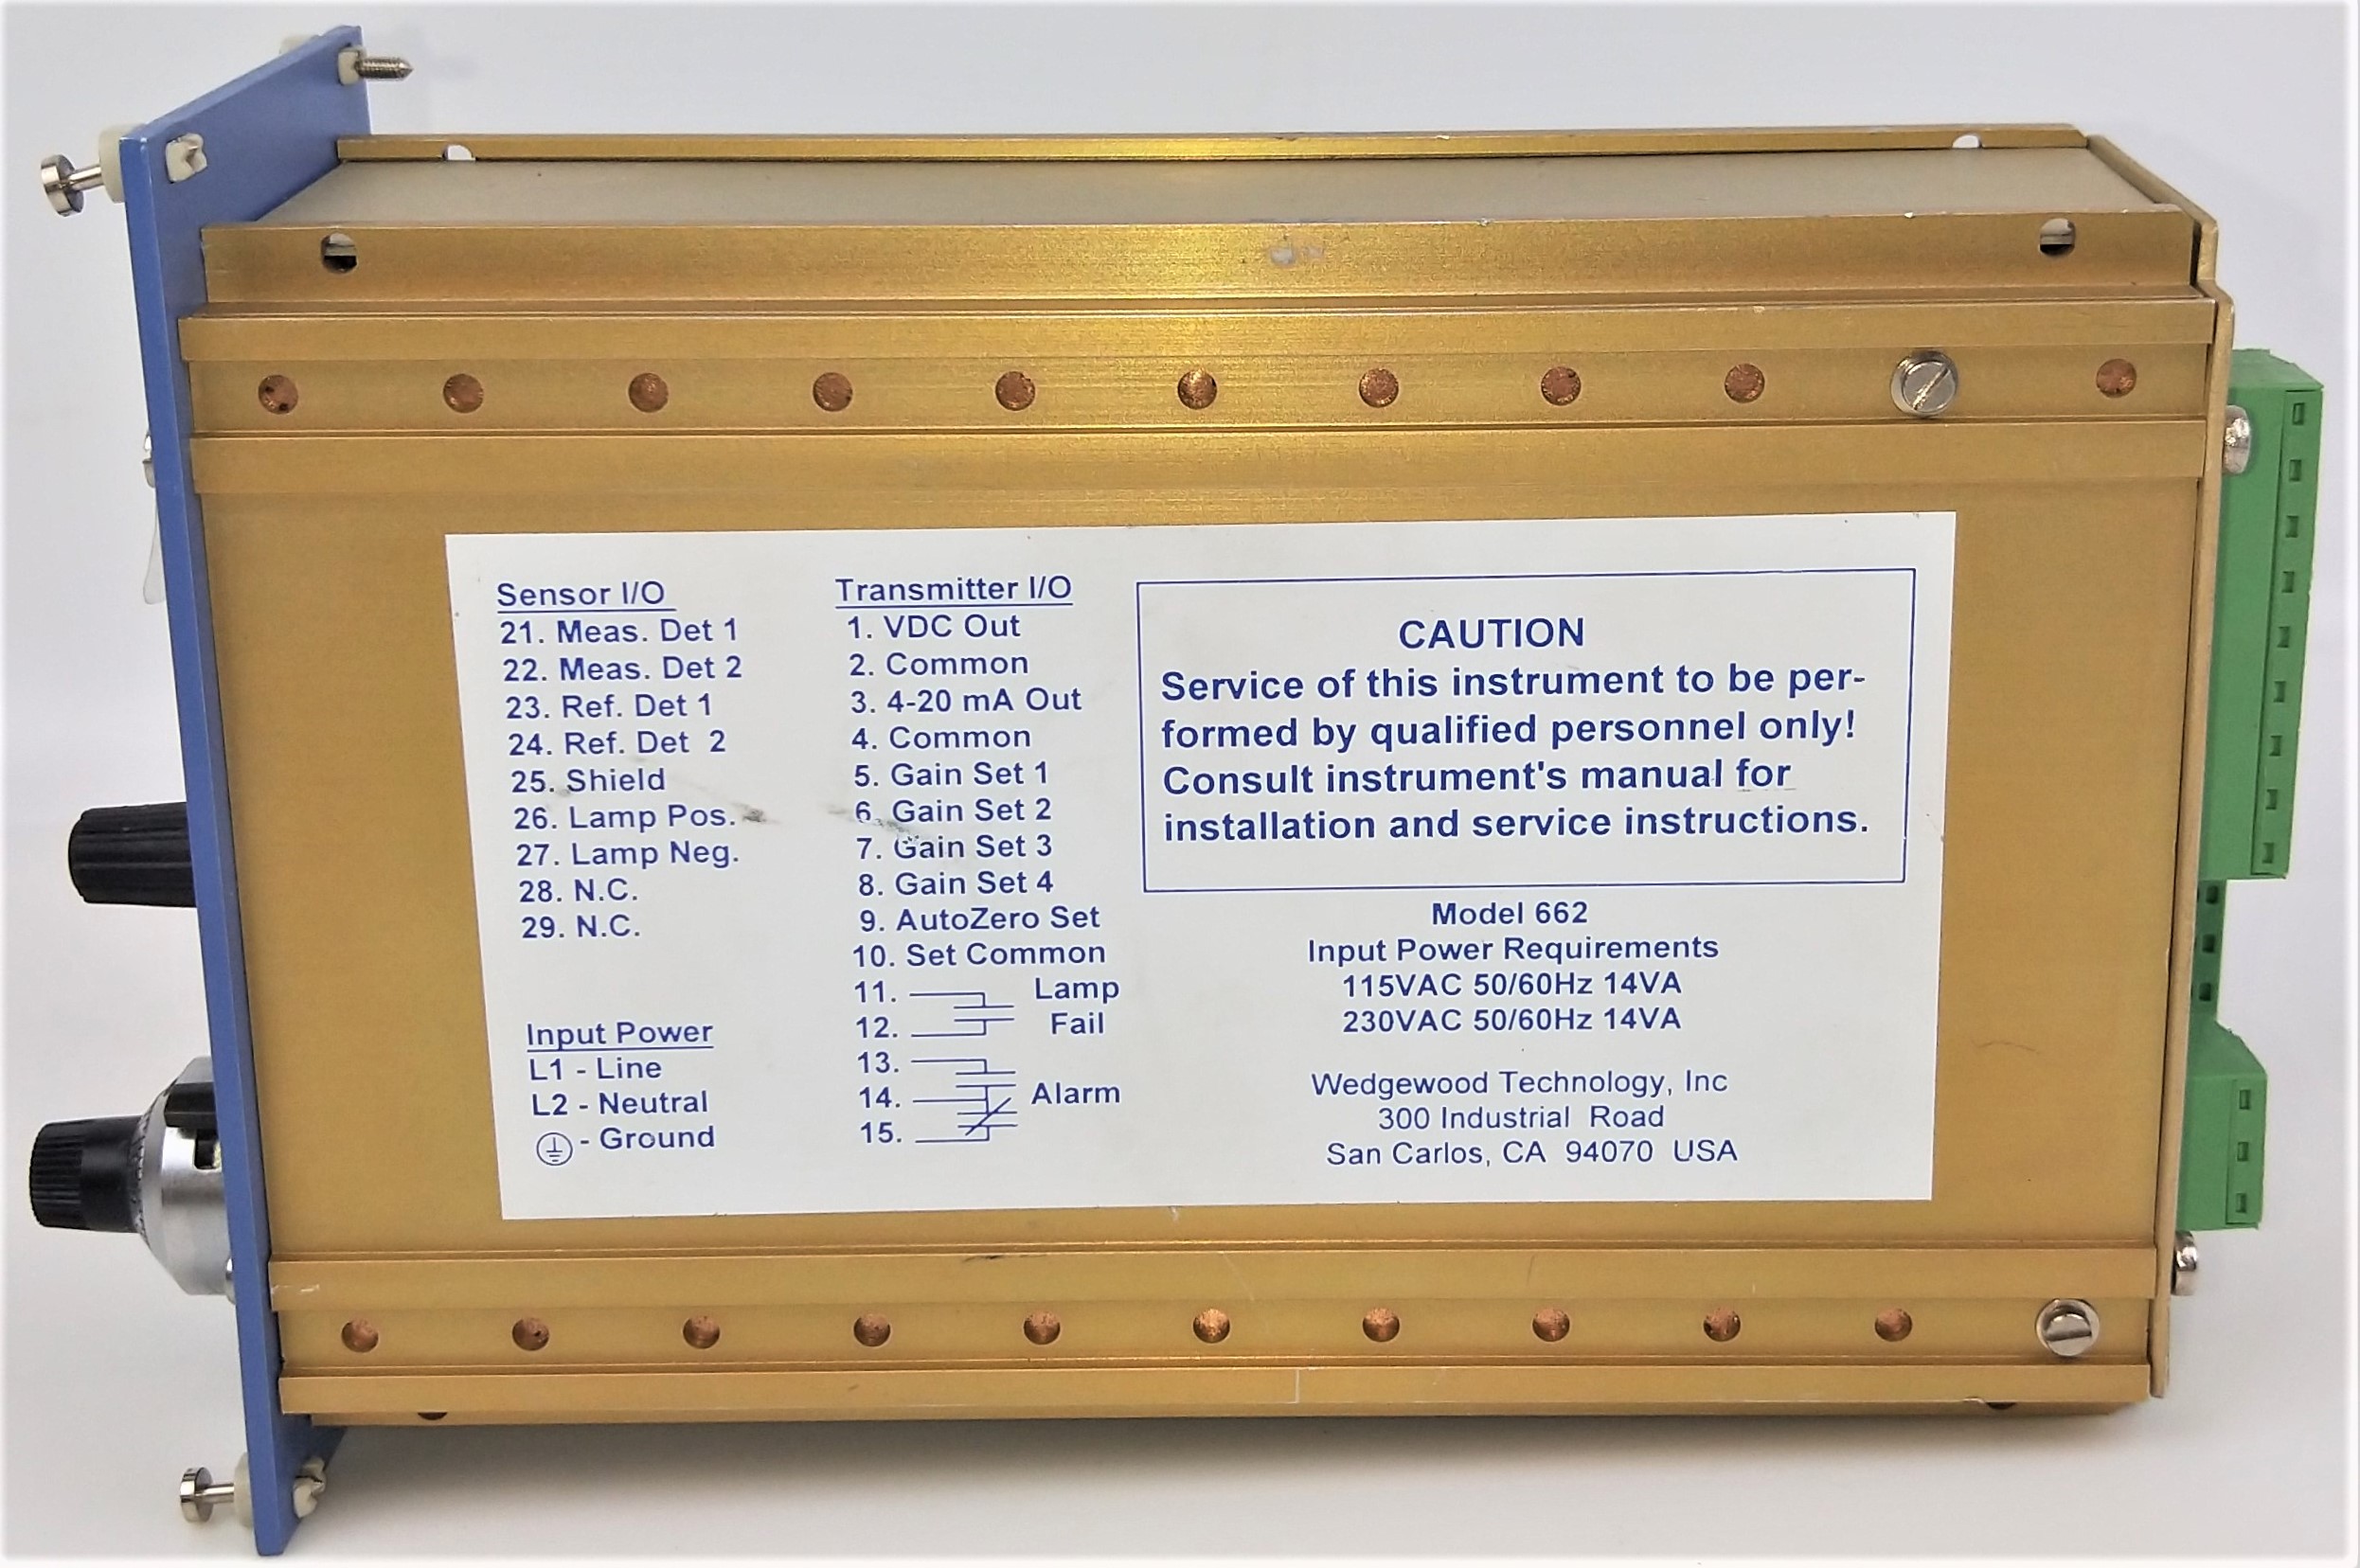 Sensor I/O
21. Meas. Det 1
22. Meas. Det 2
23. Ref. Det 1
24. Ref. Det  2
25. Shield
26. Lamp Pos.
27. Lamp Neg.
28. N.C.
29. N.C.
Input Power
L1 - Line
L2 - Neutral
- Ground
Transmitter I/O
1. VDC Out
2. Common
3. 4-20 mA Out
4. Common
5. Gain Set 1
6. Gain Set 2
7. Gain Set 3
8. Gain Set 4
9. AutoZero Set
10. Set Common
11. Lamp
12. Fail
13.
14. Alarm
15.
CAUTION
Service of this instrument to be per-
formed by qualified personnel only!
Consult instrument's manual for
installation and service instructions.
Model 662
Input Power Requirements
115VAC 50/60Hz 14VA
230VAC 50/60Hz 14VA
Wedgewood Technology, Inc
300 Industrial  Road
San Carlos, CA  94070  USA